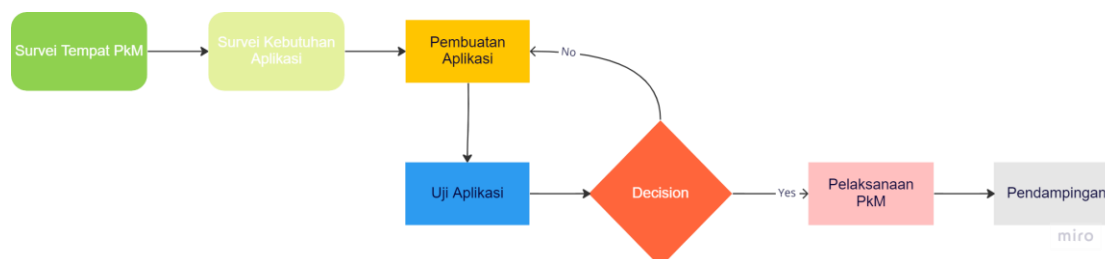 Survei Tempat PkM
Survei Kebutuhan
Aplikasi
Pembuatan
Aplikasi
No
Uji Aplikasi
Decision
Yes
Pelaksanaan
PkM
Pendampingan
miro